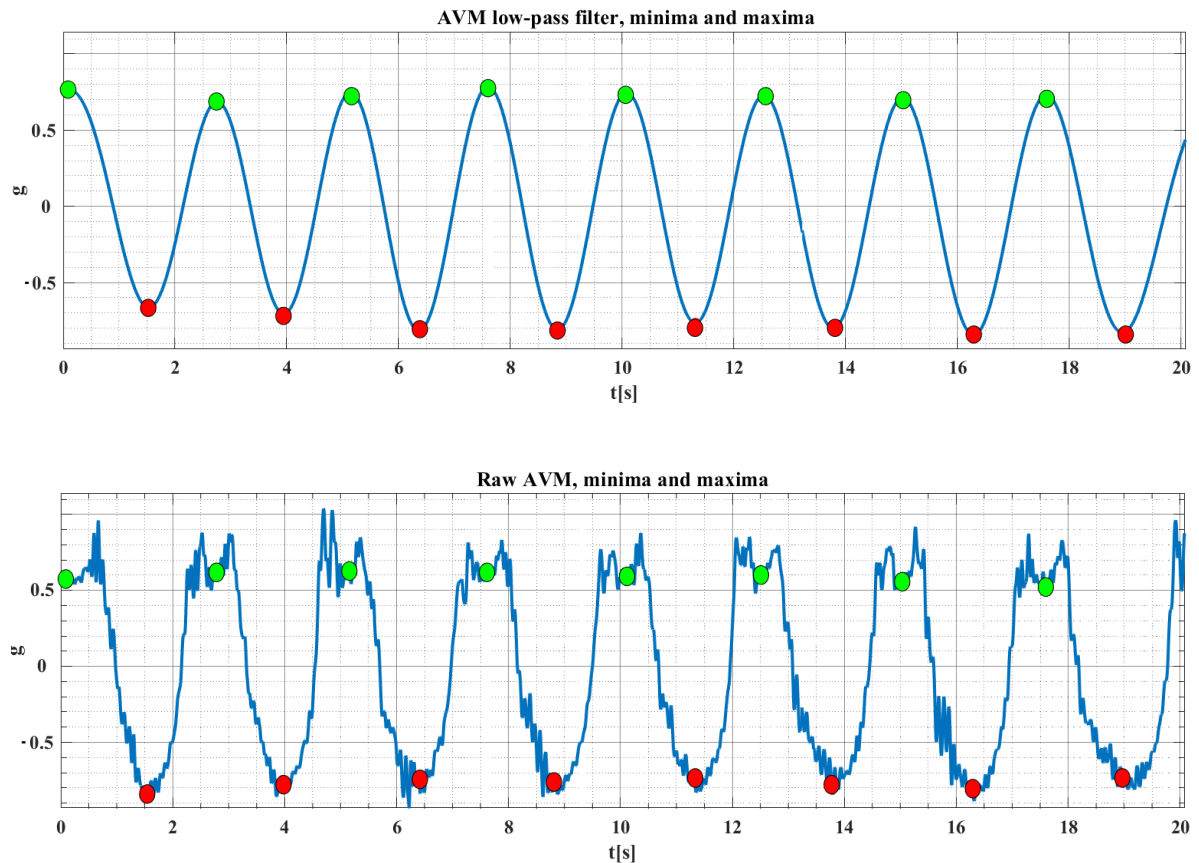 AVM low-pass filter, minima and maxima
g
0.5
0
-0.5
0 2 4 6 8 10 12 14 16 18 20
t[s]
Raw AVM, minima and maxima
g
0.5
0
-0.5
0 2 4 6 8 10 12 14 16 18 20
t[s]